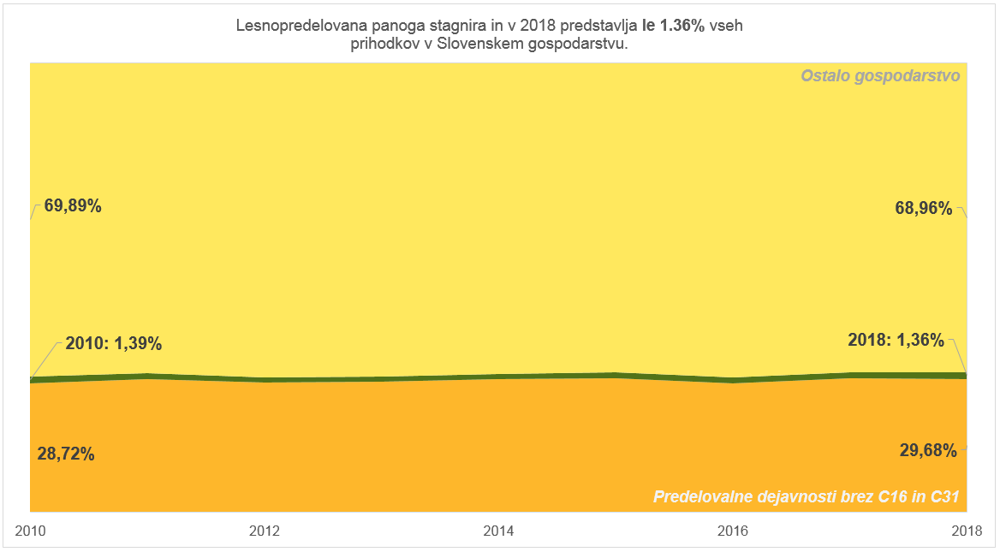 Lesnopredelovana panoga stagnira in v 2018 predstavlja le 1.36% vseh
prihodkov v Slovenskem gospodarstvu.
Ostalo gospodarstvo
69,89%
68,96%
2010: 1,39%
2018: 1,36%
28,72%
29,68%
Predelovalne dejavnosti brez C16 in C31
2010
2012
2014
2016
2018